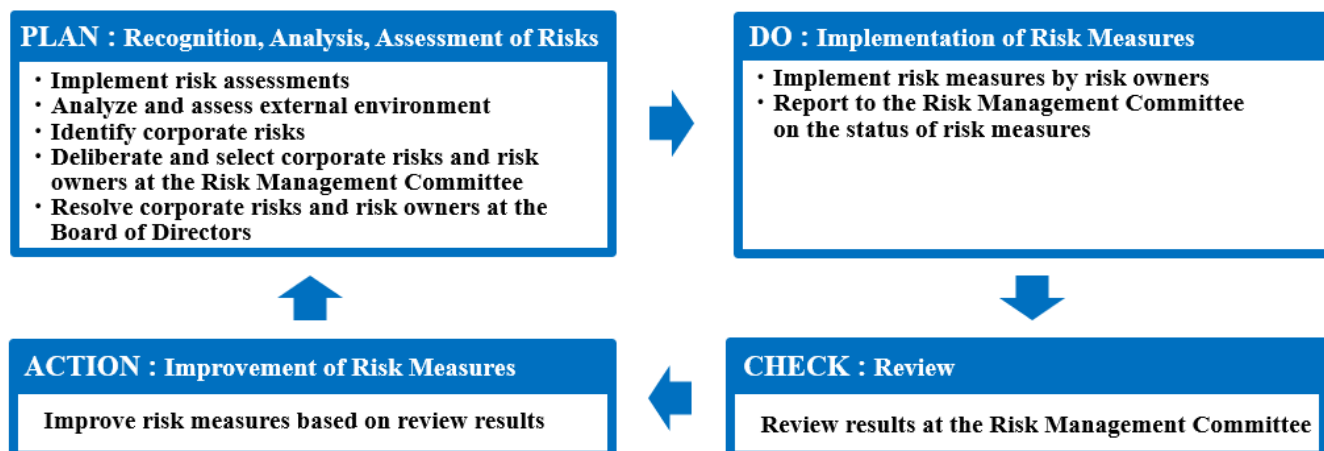 PLAN : Recognition, Analysis, Assessment of Risks
・Implement risk assessments
・Analyze and assess external environment
・Identify corporate risks
・Deliberate and select corporate risks and risk
owners at the Risk Management Committee
・Resolve corporate risks and risk owners at the
Board of Directors
DO : Implementation of Risk Measures
・Implement risk measures by risk owners
・Report to the Risk Management Committee
on the status of risk measures
ACTION : Improvement of Risk Measures
Improve risk measures based on review results
CHECK : Review
Review results at the Risk Management Committee